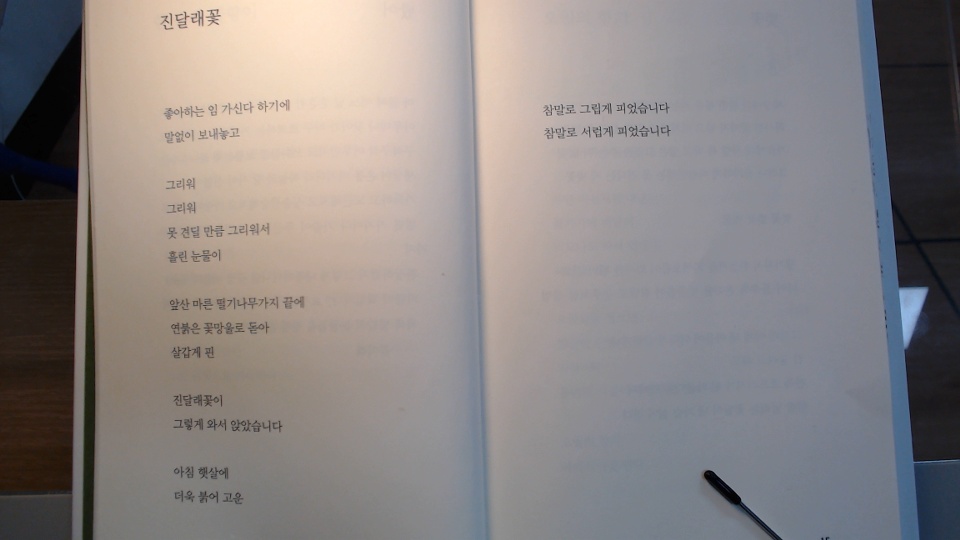 진달래꽃
좋아하는 임 가신다 하기에
말없이 보내놓고
그리워
그리워
못 견딜 만큼 그리워서
흘린 눈물이
앞산 마른 떨기나무가지 끝에
연붉은 꽃망울로 돋아
살갑게 핀
진달래꽃이
그렇게 와서 앉았습니다
아침 햇살에
더욱 붉어 고운
참말로 그립게 피었습니다
참말로 서럽게 피었습니다